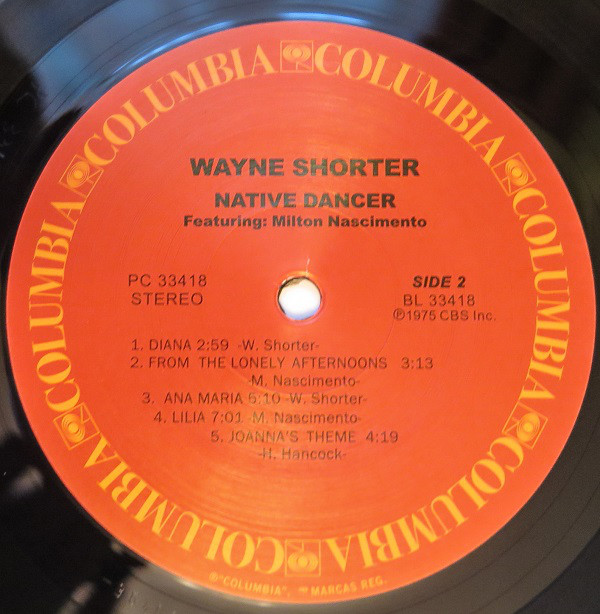 COLUMBIA COLUMBIA COLUMBIA COLUMBIA COLUMBIA COLUMBIA COLUMBIA COLUMBIA
WAYNE SHORTER
NATIVE DANCER
Featuring: Milton Nascimento
PC 33418
STEREO
SIDE 2
BL 33418
℗1975 CBS Inc.
1. DIANA 2:59 -W. Shorter-
2. FROM THE LONELY AFTERNOONS 3:13
M. Nascimento-
3. ANA MARIA 5:10 -W. Shorter-
4. LILIA 7:01 -M. Nascimento-
5. JOANNA'S THEME 4:19
-H. Hancock-
®"COLUMBIA", MARCAS REG.